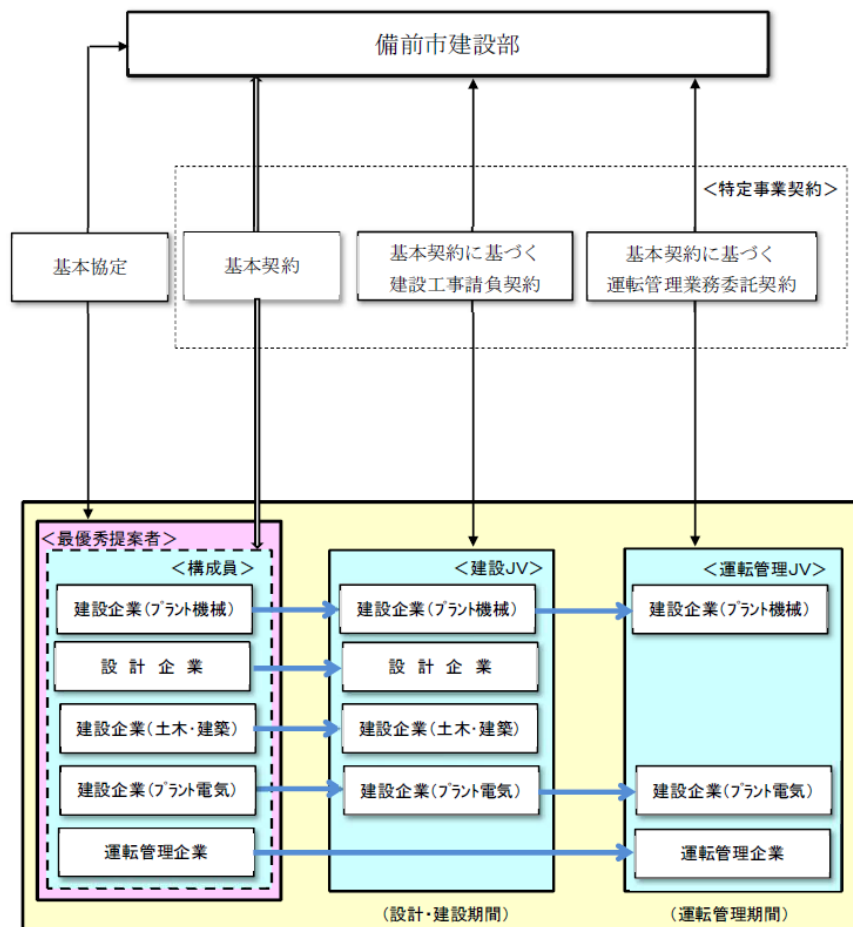 備前市建設部
＜特定事業契約＞
基本協定
基本契約
基本契約に基づく
建設工事請負契約
基本契約に基づく
運転管理業務委託契約
＜最優秀提案者＞
＜構成員＞
建設企業(プラント機械)
設 計 企 業
建設企業(土木・建築)
建設企業(プラント電気)
運転管理企業
＜建設JV＞
建設企業(プラント機械)
設 計 企 業
建設企業(土木・建築)
建設企業(プラント電気)
(設計・建設期間)
＜運転管理JV＞
建設企業(プラント機械)
建設企業(プラント電気)
運転管理企業
(運転管理期間)